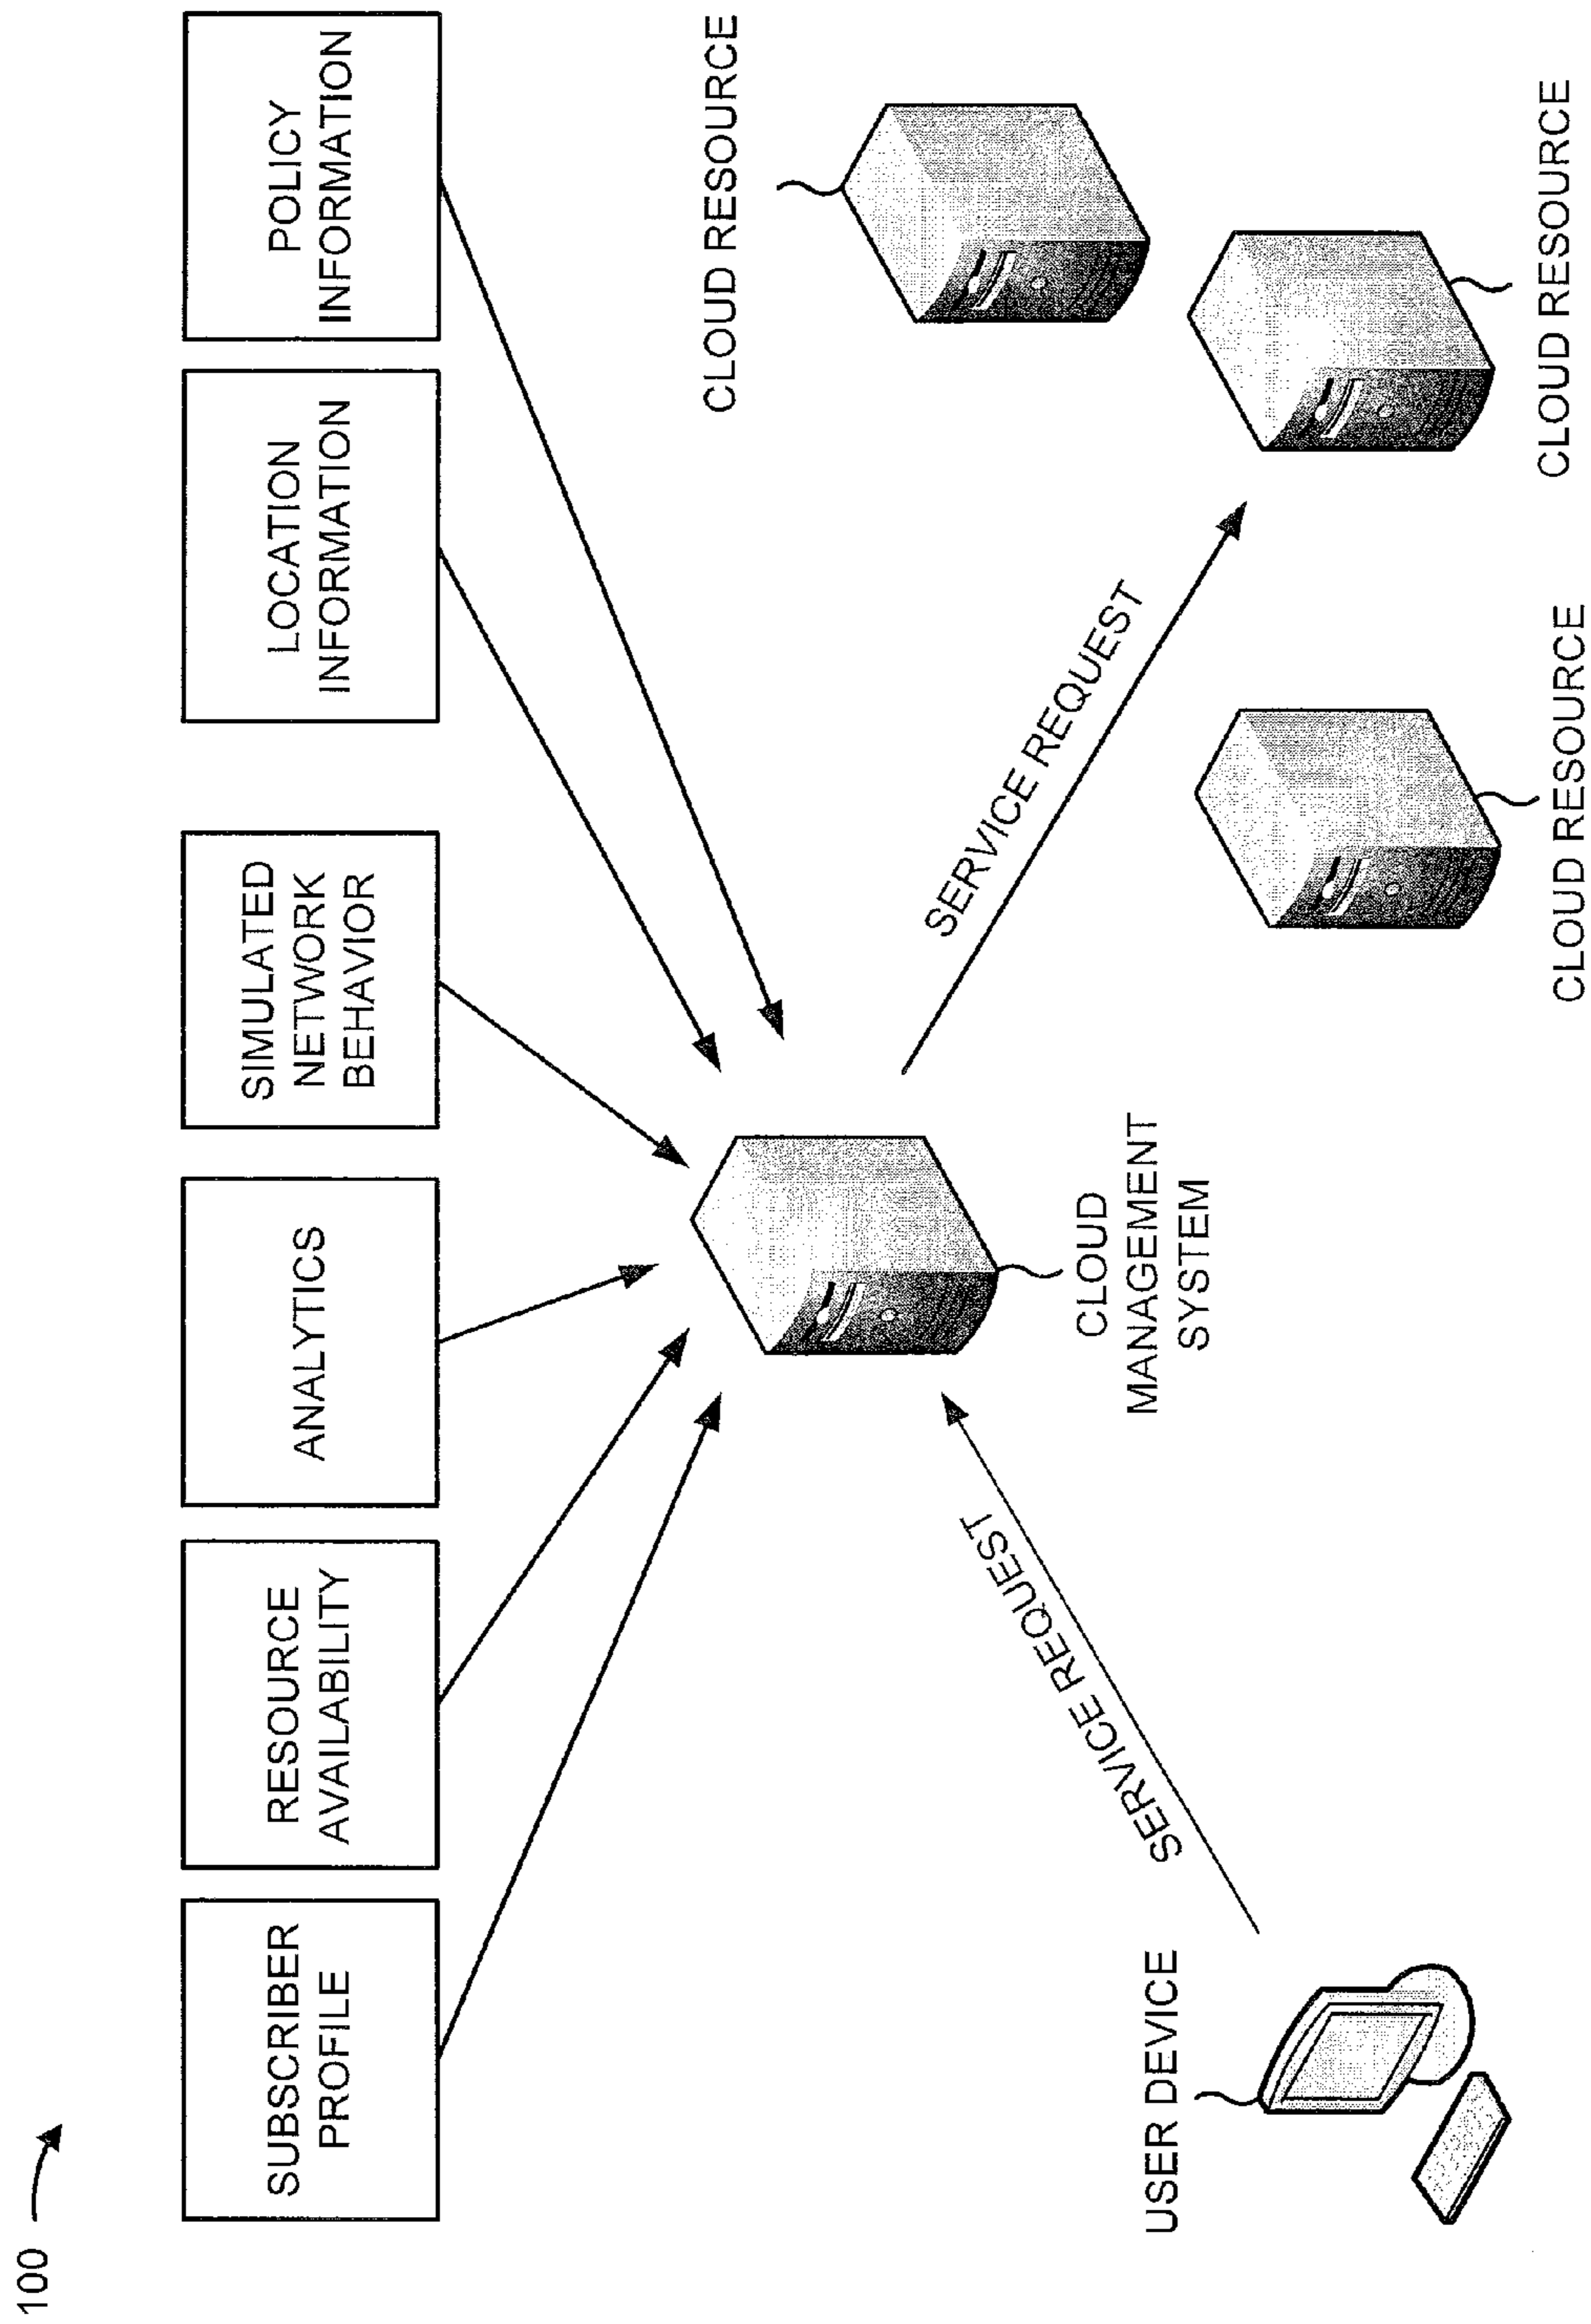 100
SUBSCRIBER
PROFILE
RESOURCE
AVAILABILITY
ANALYTICS
SIMULATED
NETWORK
BEHAVIOR
LOCATION
INFORMATION
POLICY
INFORMATION
USER DEVICE
SERVICE REQUEST
CLOUD
MANAGEMENT
SYSTEM
SERVICE REQUEST
CLOUD RESOURCE
CLOUD RESOURCE
CLOUD RESOURCE